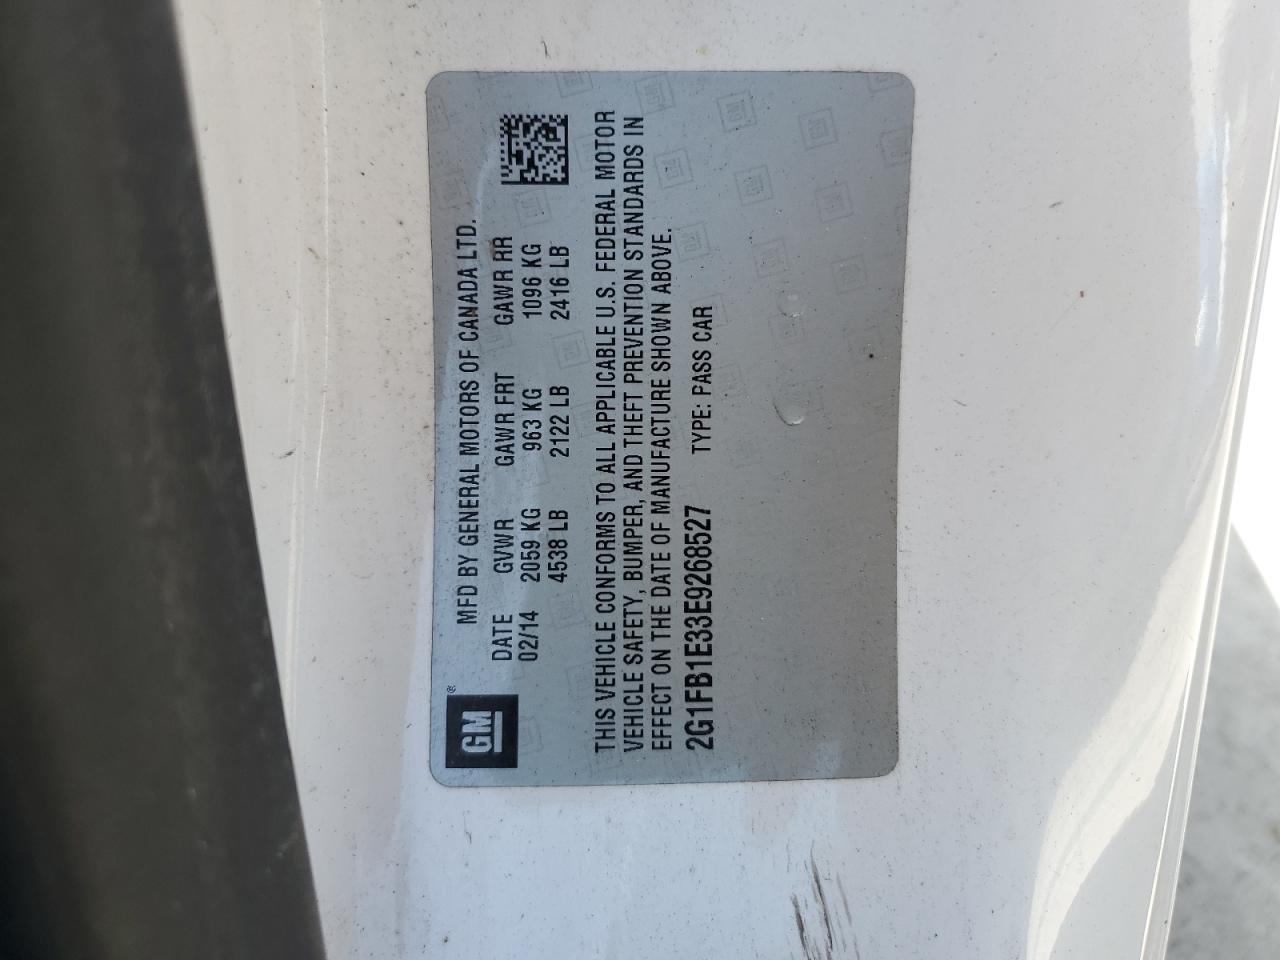 GM®
MFD BY GENERAL MOTORS OF CANADA LTD.
DATE GVWR GAWR FRT GAWR RR
02/14 2059 KG 963 KG 1096 KG
4538 LB 2122 LB 2416 LB
THIS VEHICLE CONFORMS TO ALL APPLICABLE U.S. FEDERAL MOTOR
VEHICLE SAFETY, BUMPER, AND THEFT PREVENTION STANDARDS IN
EFFECT ON THE DATE OF MANUFACTURE SHOWN ABOVE.
2G1FB1E33E9268527 TYPE: PASS CAR